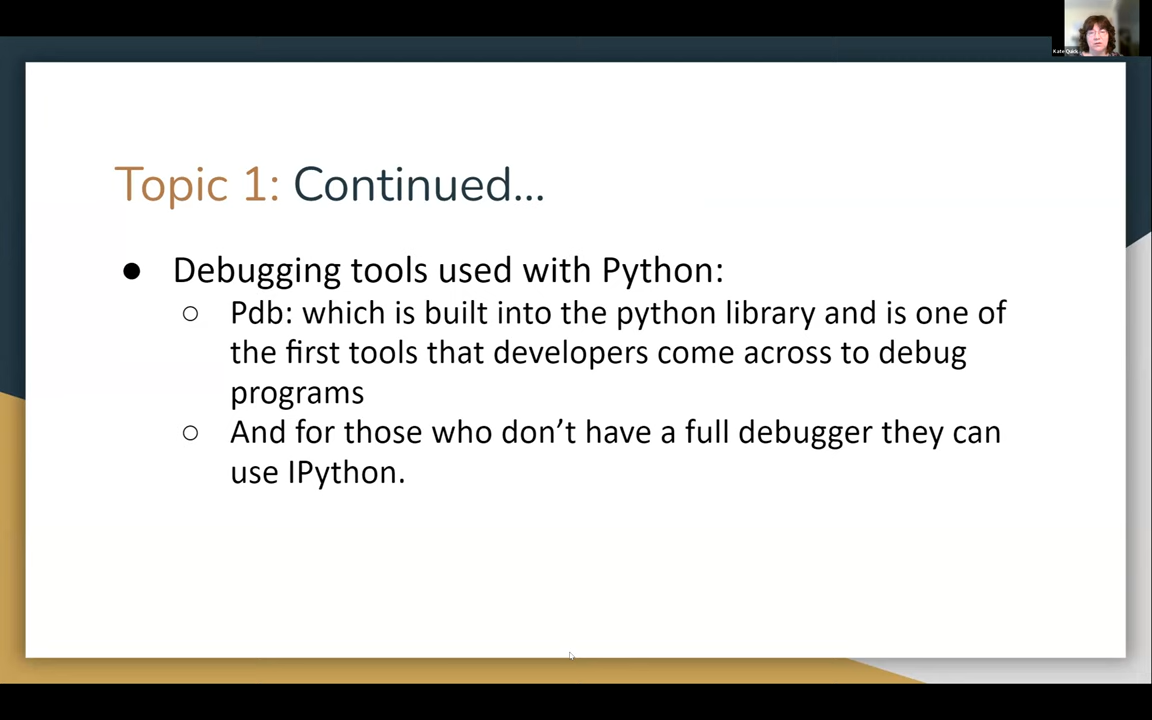 Kate Quick
Topic 1: Continued...
● Debugging tools used with Python:
○ Pdb: which is built into the python library and is one of
the first tools that developers come across to debug
programs
○ And for those who don’t have a full debugger they can
use IPython.